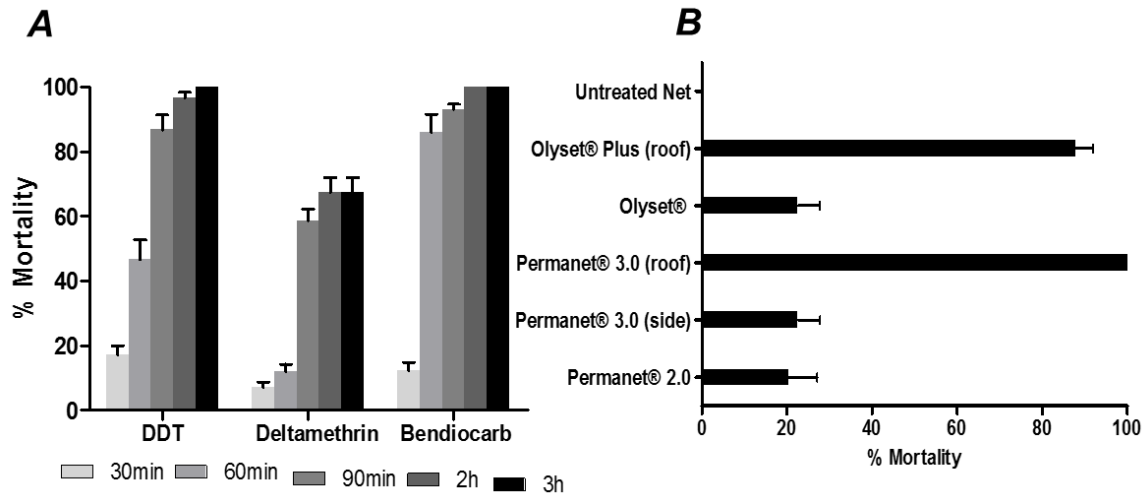 A
B
% Mortality
100
80
60
40
20
0
DDT
Deltamethrin
Bendiocarb
30min
60min
90min
2h
3h
Untreated Net
Olyset® Plus (roof)
Olyset®
Permanet® 3.0 (roof)
Permanet® 3.0 (side)
Permanet® 2.0
0
20
40
60
80
100
% Mortality